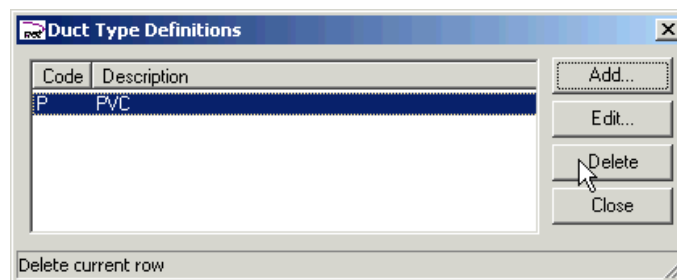 Duct Type Definitions
Code Description
P PVC
Add...
Edit...
Delete
Close
Delete current row